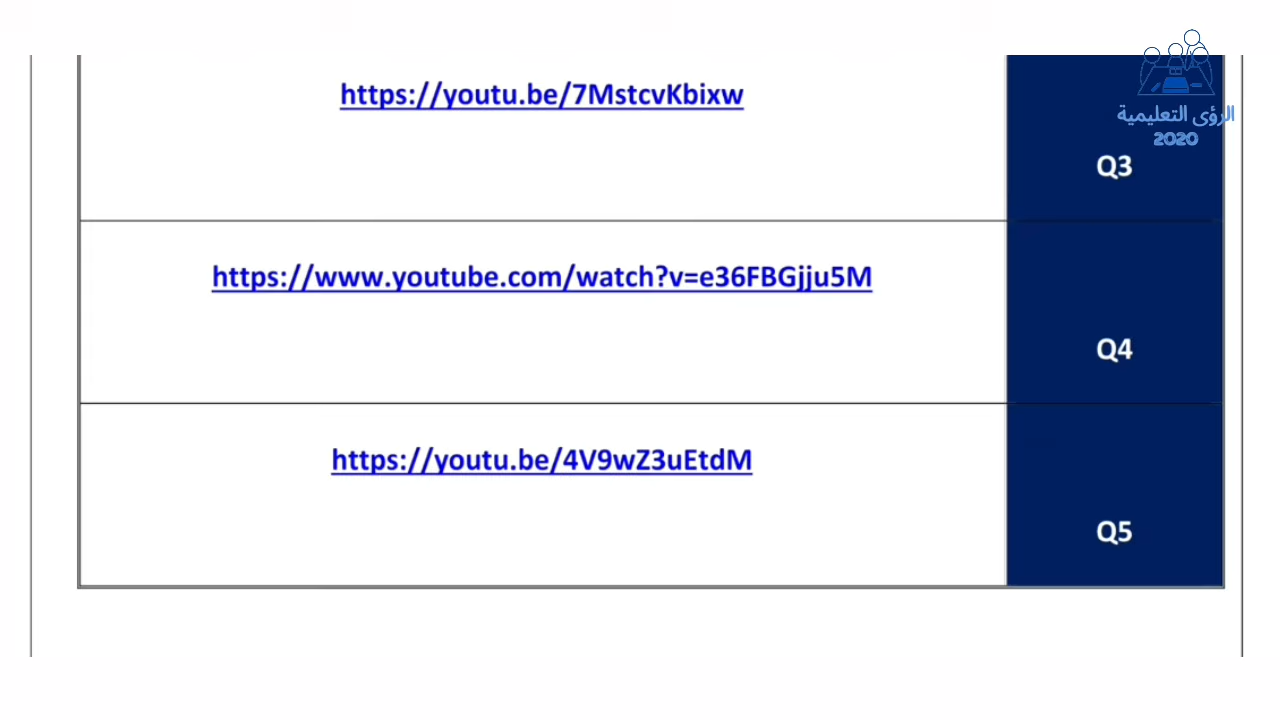 الرؤى التعليمية
2020
https://youtu.be/7MstcvKbixw
Q3
https://www.youtube.com/watch?v=e36FBGjju5M
Q4
https://youtu.be/4V9wZ3uEtdM
Q5